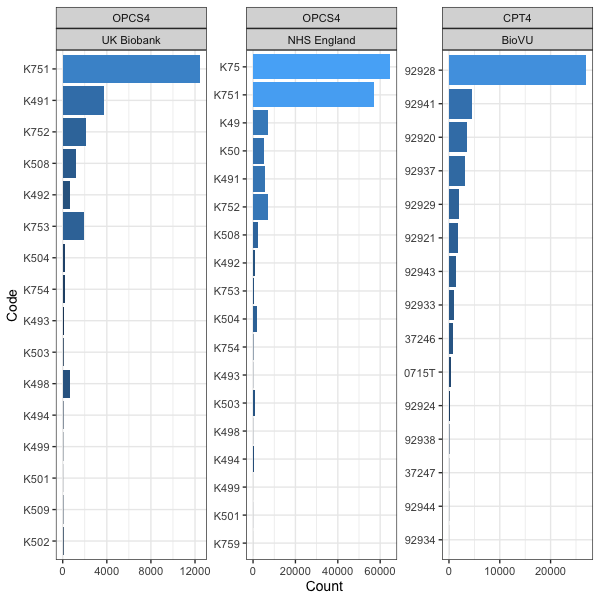 OPCS4
UK Biobank
K751
K491
K752
K508
K492
K753
K504
K754
K493
K503
K498
K494
K499
K501
K509
K502
0
4000
8000
12000
OPCS4
NHS England
K75
K751
K49
K50
K491
K752
K508
K492
K753
K504
K754
K493
K503
K498
K494
K499
K501
K759
0
20000
40000
60000
CPT4
BioVU
92928
92941
92920
92937
92929
92921
92943
92933
37246
0715T
92924
92938
37247
92944
92934
0
10000
20000
Code
Count